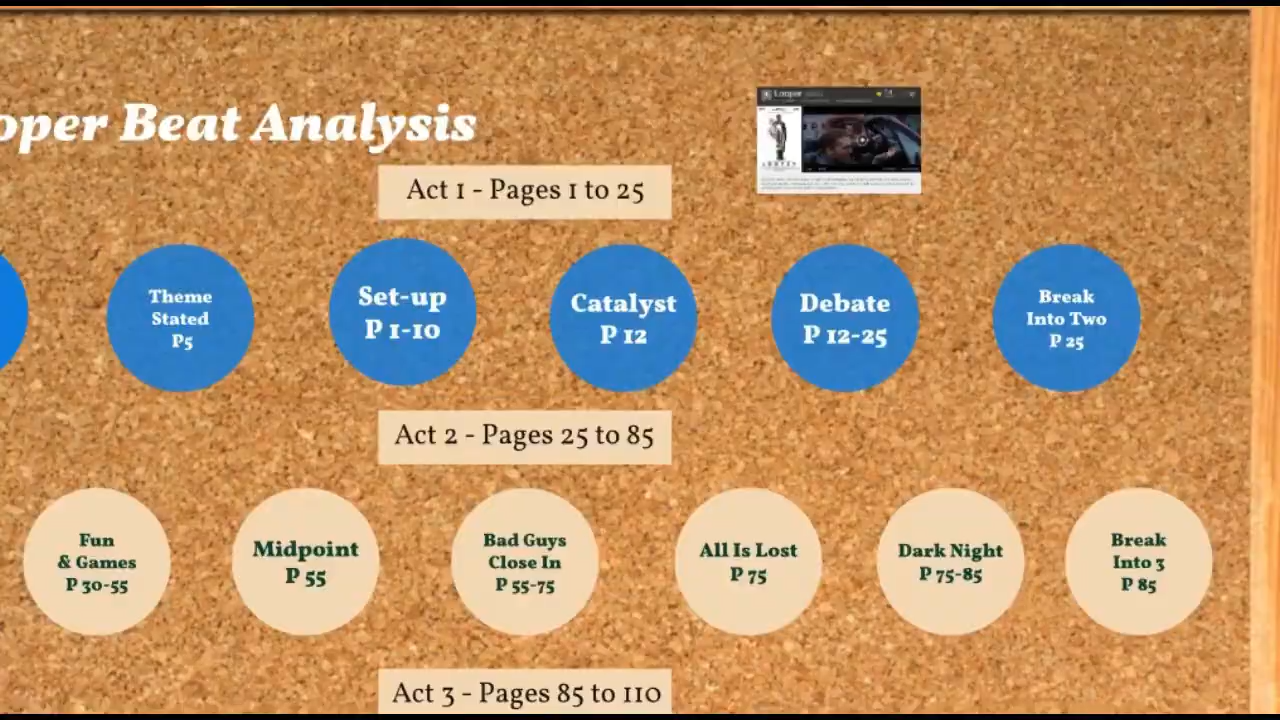 oper Beat Analysis
Looper
Act 1 - Pages 1 to 25
Theme
Stated
P5
Set-up
P 1-10
Catalyst
P 12
Debate
P 12-25
Break
Into Two
P 25
Act 2 - Pages 25 to 85
Fun
& Games
P 30-55
Midpoint
P 55
Bad Guys
Close In
P 55-75
All Is Lost
P 75
Dark Night
P 75-85
Break
Into 3
P 85
Act 3 - Pages 85 to 110